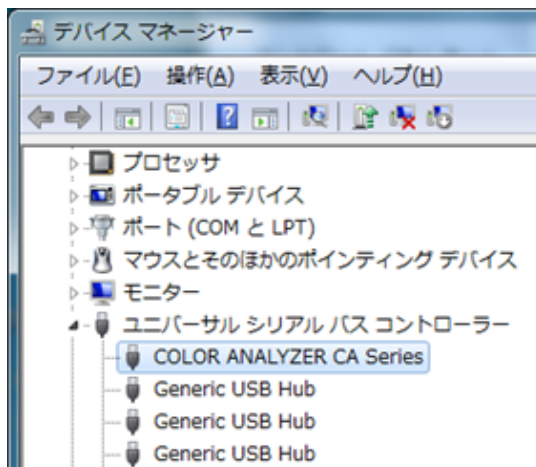 デバイス マネージャー
ファイル(F) 操作(A) 表示(V) ヘルプ(H)
プロセッサ
ポータブル デバイス
ポート (COM と LPT)
マウスとそのほかのポインティング デバイス
モニター
ユニバーサル シリアル バス コントローラー
COLOR ANALYZER CA Series
Generic USB Hub
Generic USB Hub
Generic USB Hub